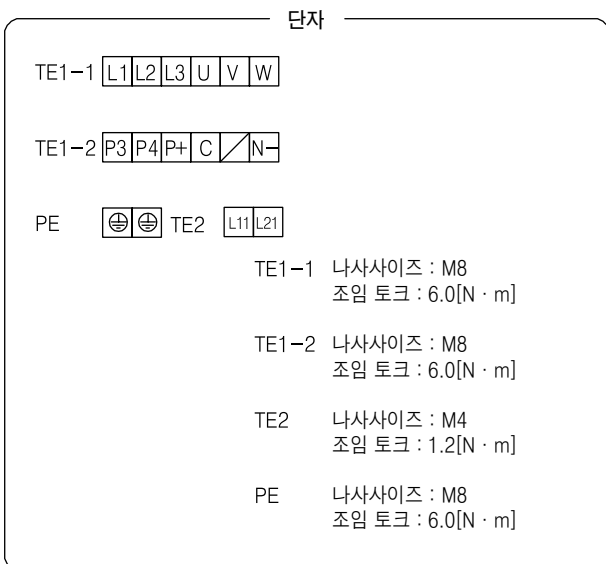 단자
TE1-1 L1 L2 L3 U V W
TE1-2 P3 P4 P+ C N-
PE TE2 L11 L21
TE1-1 나사사이즈 : M8
조임 토크 : 6.0[N · m]
TE1-2 나사사이즈 : M8
조임 토크 : 6.0[N · m]
TE2 나사사이즈 : M4
조임 토크 : 1.2[N · m]
PE 나사사이즈 : M8
조임 토크 : 6.0[N · m]